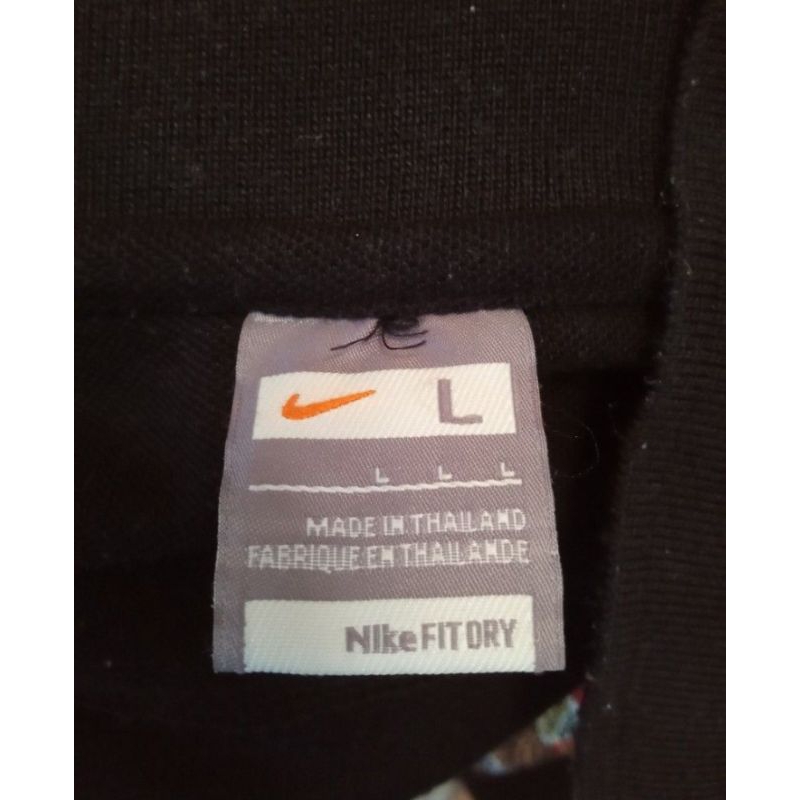 L
L L L
MADE IN THAILAND
FABRIQUE EN THAILANDE
NIke FIT DRY